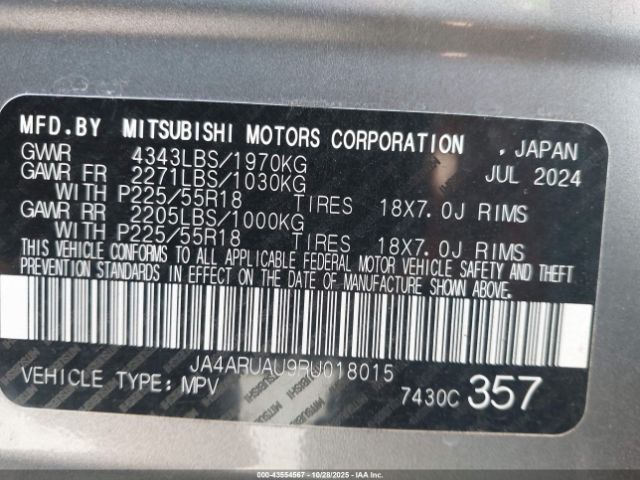 MFD.BY MITSUBISHI MOTORS CORPORATION , JAPAN
GVWR 4343LBS/1970KG JUL 2024
GAWR FR 2271LBS/1030KG
WITH P225/55R18 TIRES 18X7.0J RIMS
GAWR RR 2205LBS/1000KG
WITH P225/55R18 TIRES 18X7.0J RIMS
THIS VEHICLE CONFORMS TO ALL APPLICABLE FEDERAL MOTOR VEHICLE SAFETY AND THEFT
PREVENTION STANDARDS IN EFFECT ON THE DATE OF MANUFACTURE SHOWN ABOVE.
JA4ARUAU9RU018015
VEHICLE TYPE: MPV 7430C 357
Owner • 43554567 • 10/28/2025 • IAAI.com